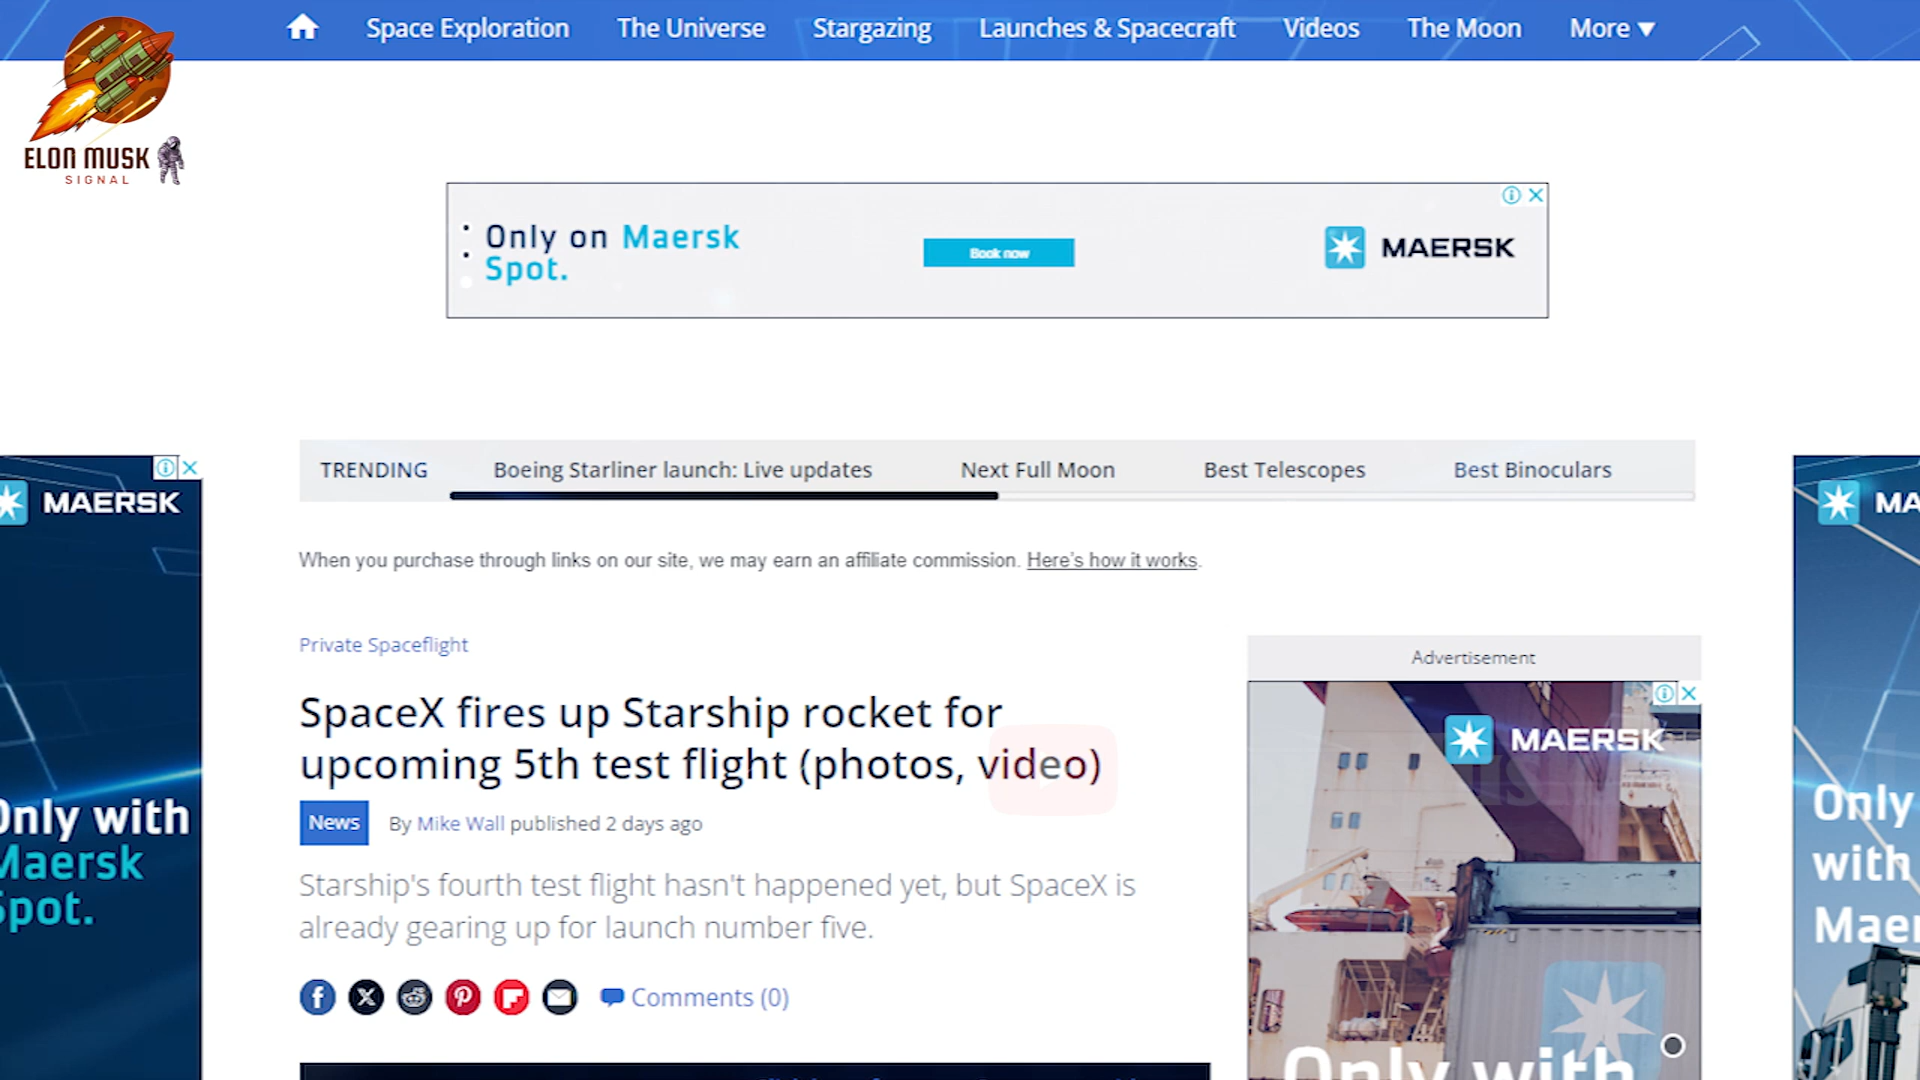 Space Exploration The Universe Stargazing Launches & Spacecraft Videos The Moon More ▼
ELON MUSK
SIGNAL
Only on Maersk
Spot.
Book now
MAERSK
TRENDING Boeing Starliner launch: Live updates Next Full Moon Best Telescopes Best Binoculars
MAERSK
Only with
Maersk
Spot.
When you purchase through links on our site, we may earn an affiliate commission. Here's how it works.
Private Spaceflight
SpaceX fires up Starship rocket for
upcoming 5th test flight (photos, video)
News By Mike Wall published 2 days ago
Starship's fourth test flight hasn't happened yet, but SpaceX is
already gearing up for launch number five.
Comments (0)
Advertisement
MAERSK
Only with
MA
Only
with
Maer